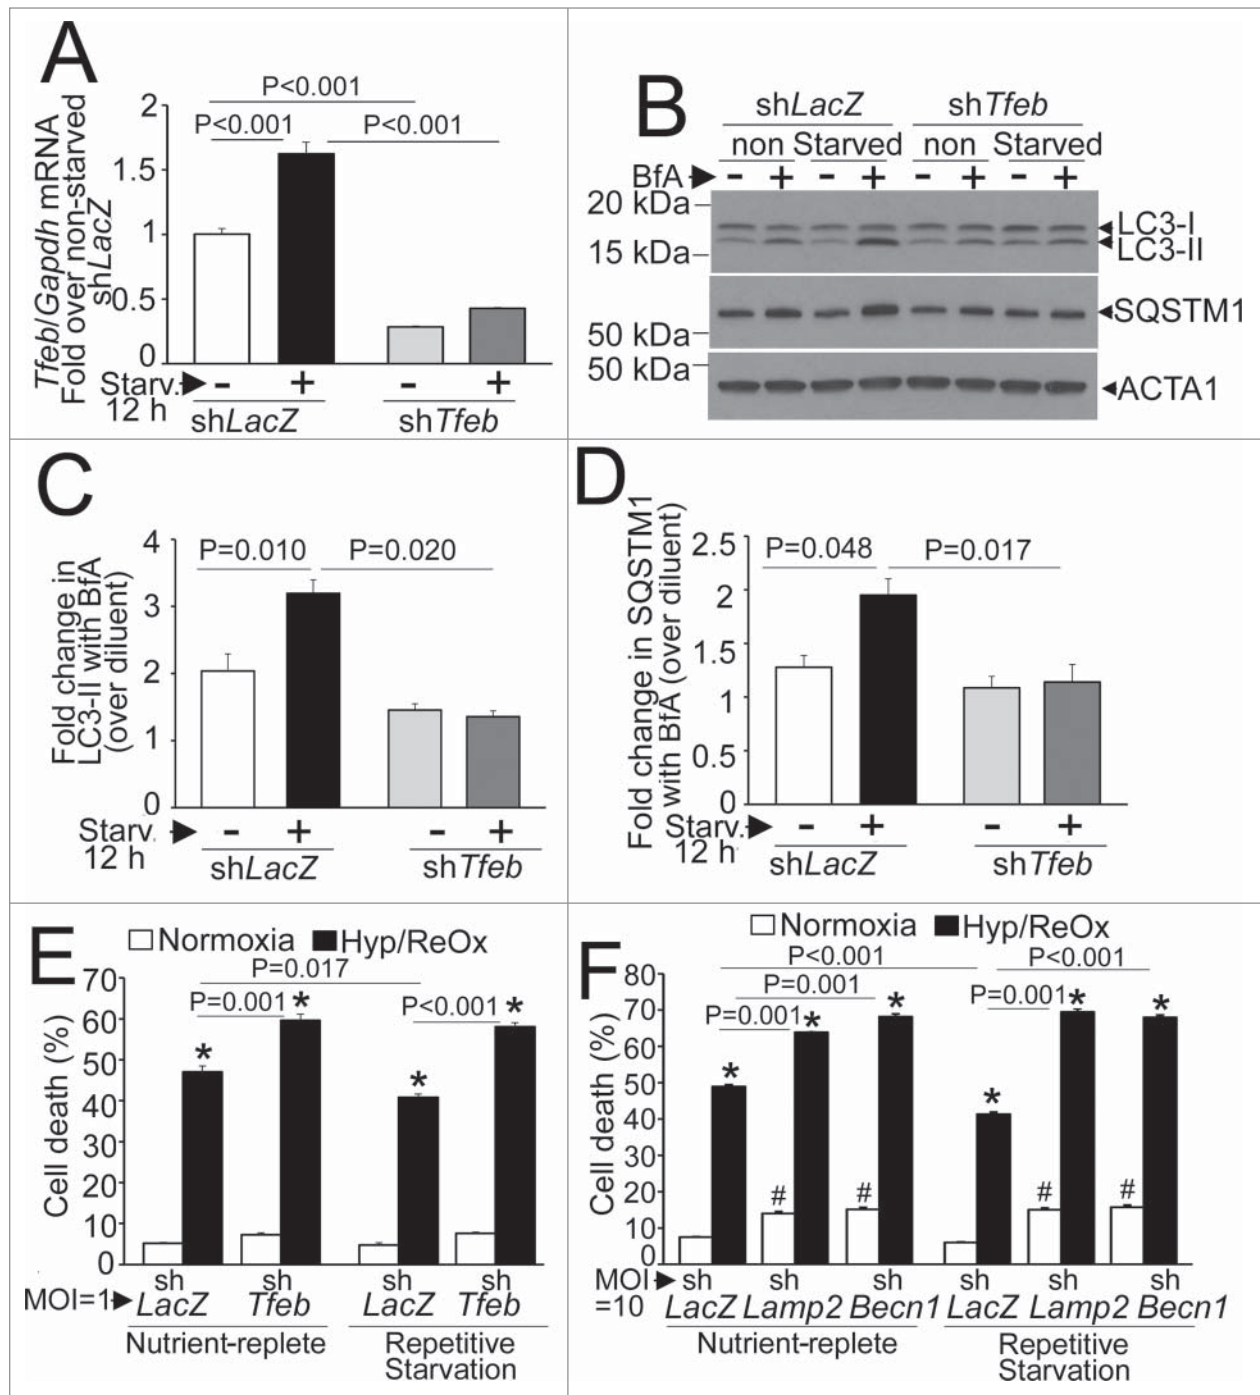 A
Tfeb/Gapdh mRNA
Fold over non-starved
shLacZ
2
1.5
1
0.5
0
P<0.001
P<0.001
P<0.001
Starv. - + - +
12 h
shLacZ shTfeb
B
shLacZ shTfeb
non Starved non Starved
BfA - + - + - + - +
20 kDa
15 kDa
LC3-I
LC3-II
50 kDa
SQSTM1
50 kDa
ACTA1
C
Fold change in
LC3-II with BfA
(over diluent)
4
3
2
1
0
P=0.010 P=0.020
Starv. - + - +
12 h
shLacZ shTfeb
D
Fold change in SQSTM1
with BfA (over diluent)
2.5
2
1.5
1
0.5
0
P=0.048 P=0.017
Starv. - + - +
12 h
shLacZ shTfeb
E
Normoxia Hyp/ReOx
Cell death (%)
70
60
50
40
30
20
10
0
P=0.017
P=0.001 P<0.001
* * * *
sh sh sh sh
MOI=1 LacZ Tfeb LacZ Tfeb
Nutrient-replete Repetitive
Starvation
F
Normoxia Hyp/ReOx
Cell death (%)
80
70
60
50
40
30
20
10
0
P<0.001 P<0.001
P=0.001 P=0.001
P=0.001
* * * * * *
# # # #
MOI sh sh sh sh sh sh
=10 LacZ Lamp2 Becn1 LacZ Lamp2 Becn1
Nutrient-replete Repetitive
Starvation